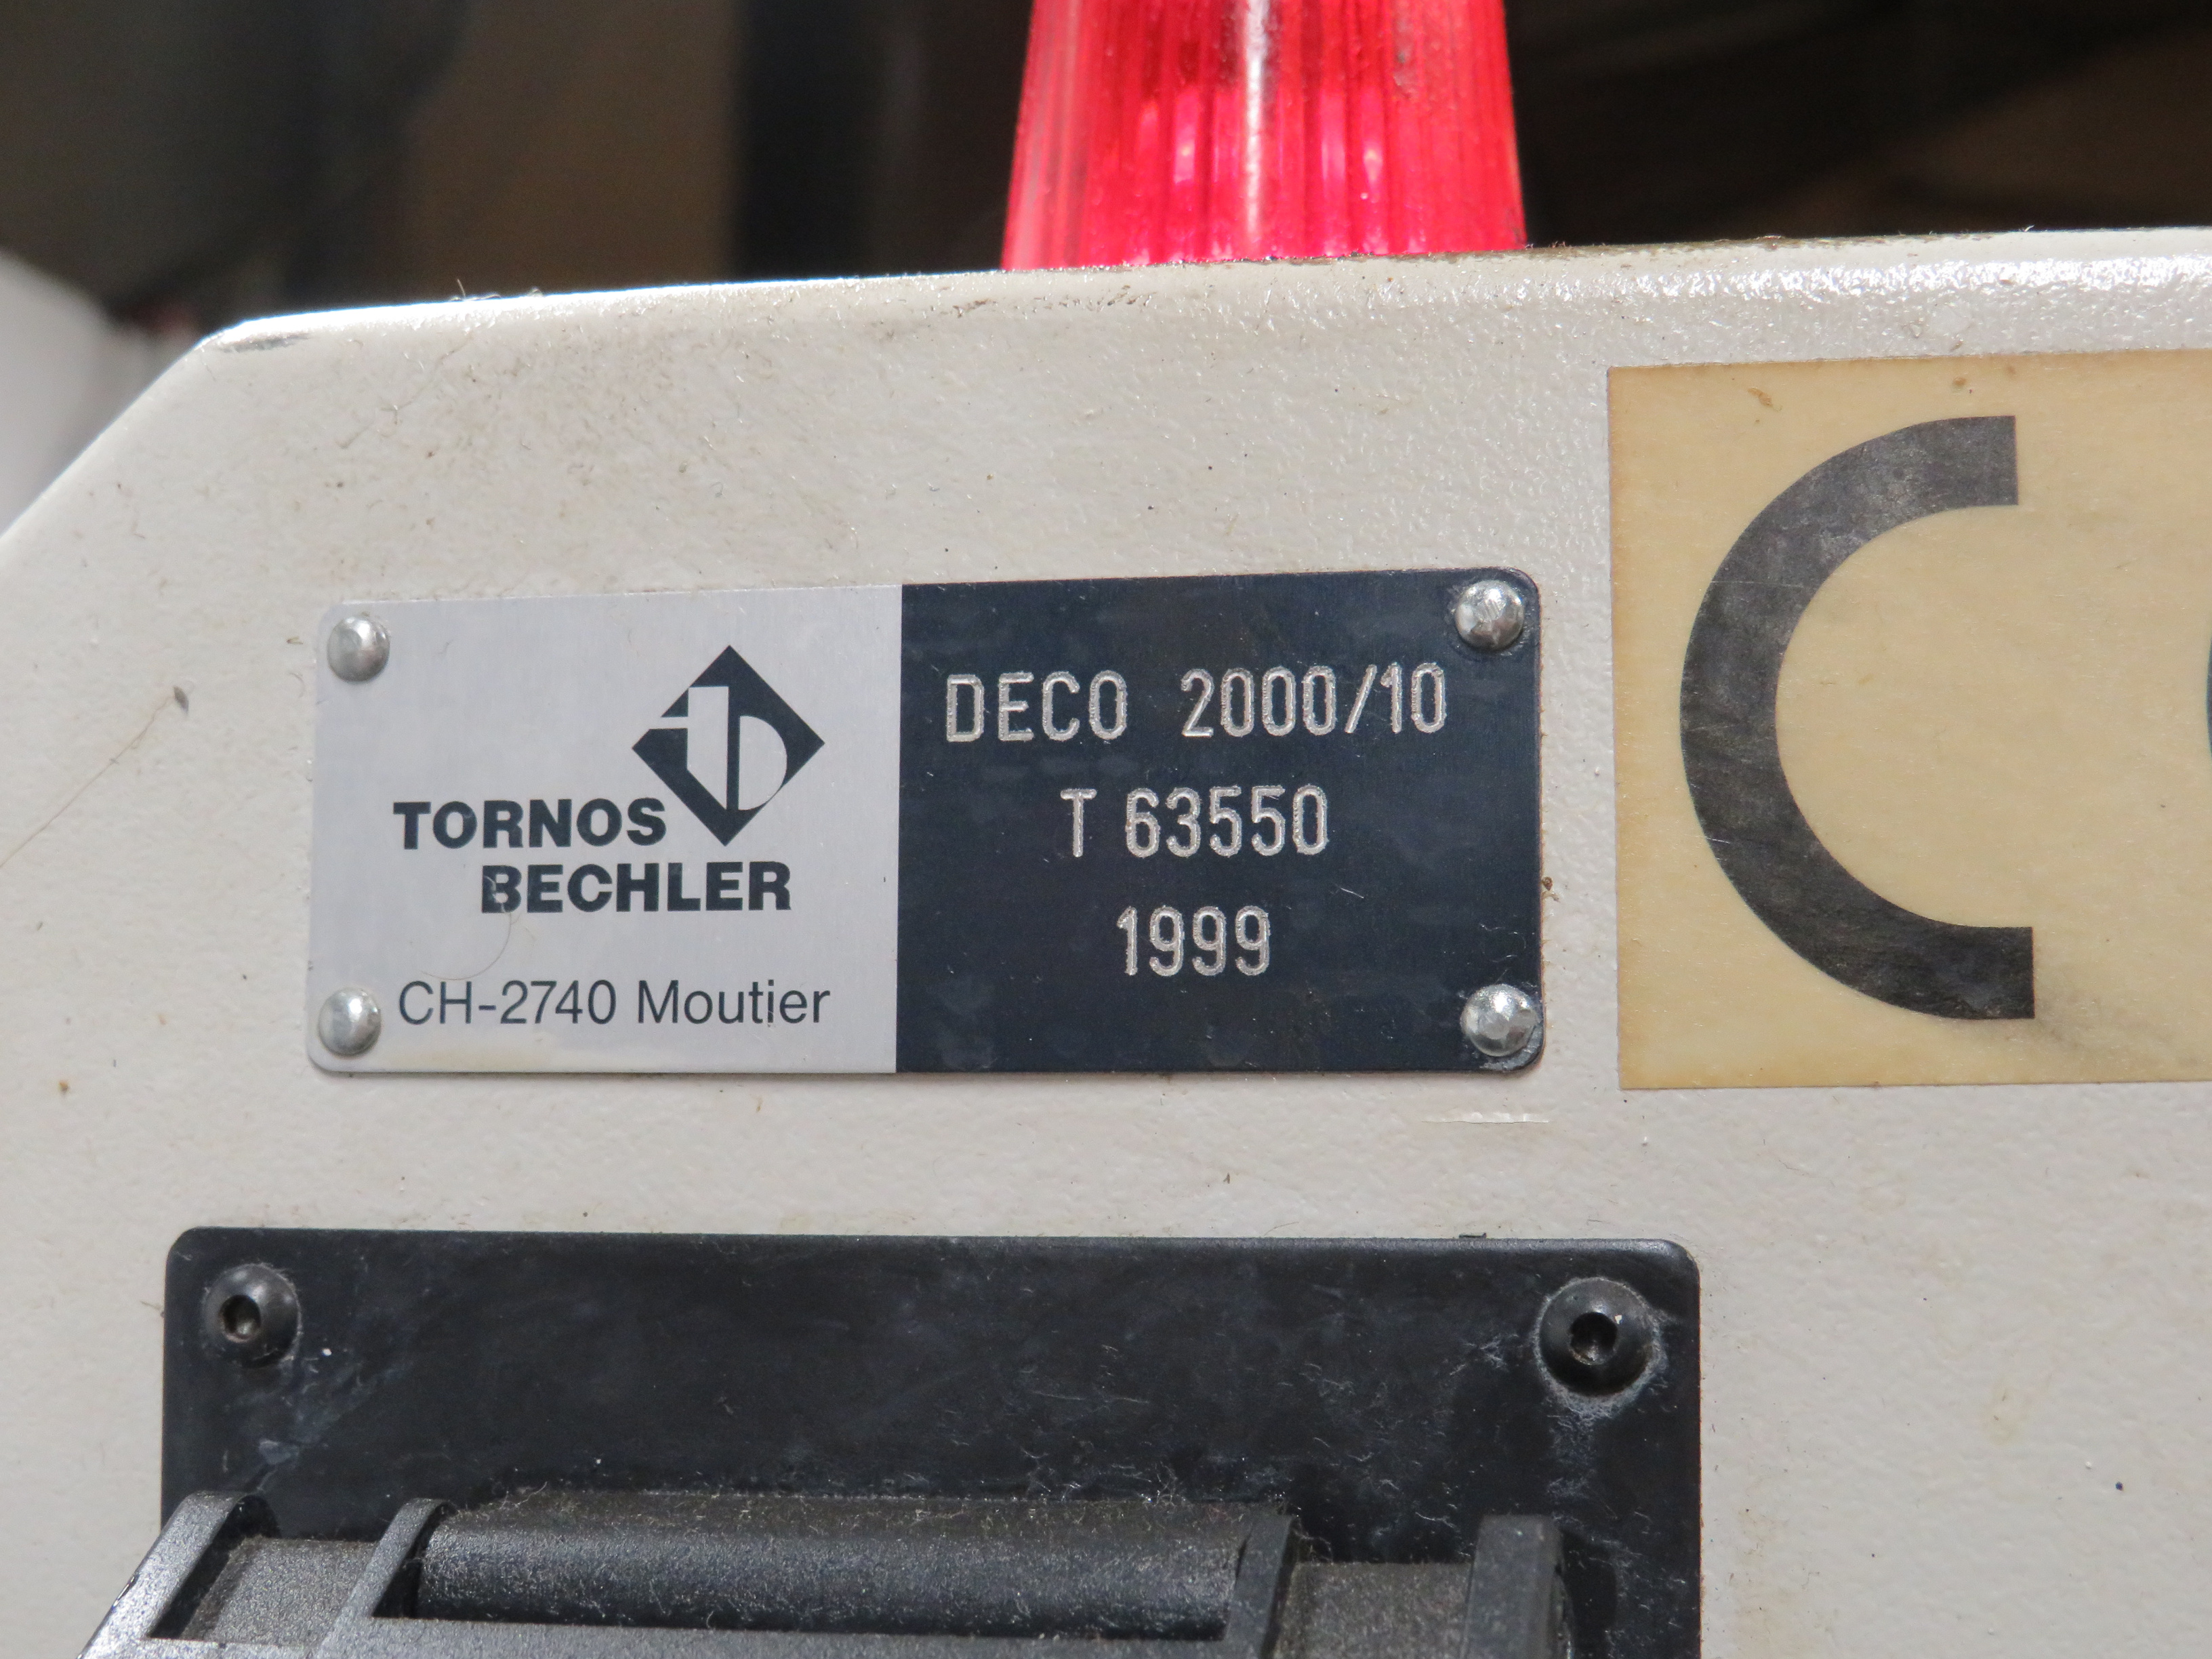 TORNOS
BECHLER
CH-2740 Moutier
DECO 2000/10
T 63550
1999
C